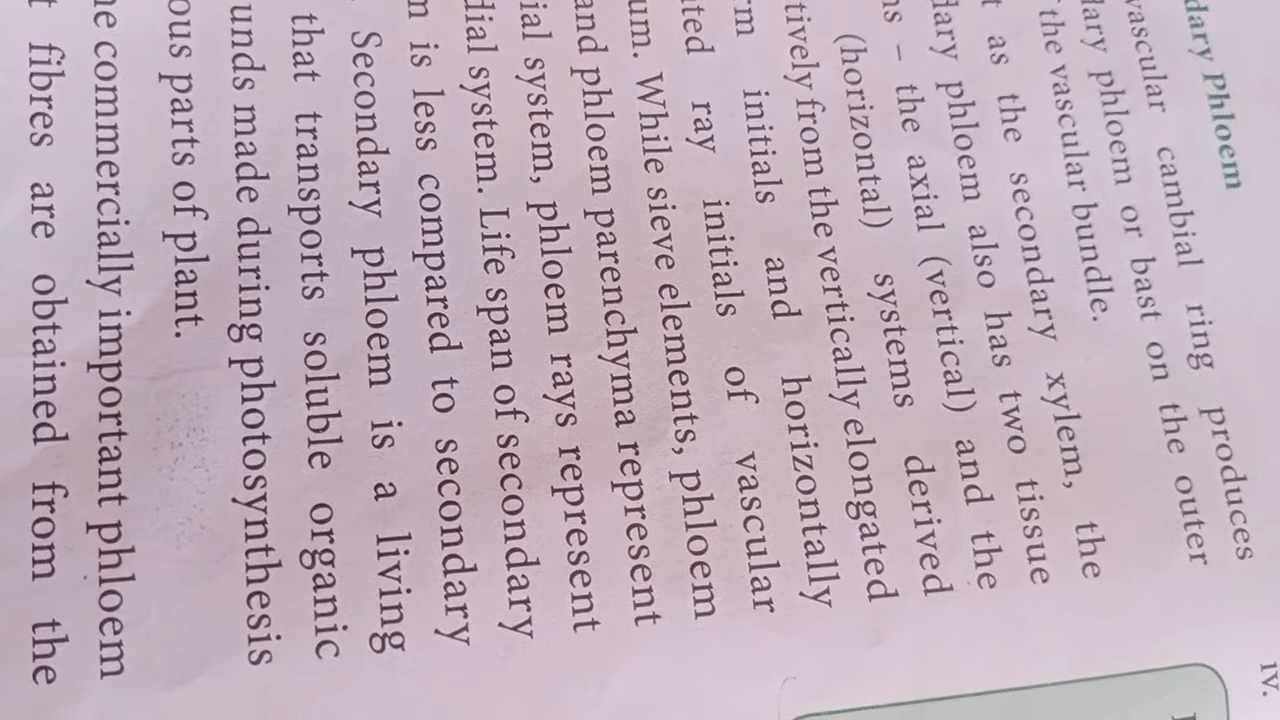 dary Phloem
vascular cambial ring produces
dary phloem or bast on the outer
the vascular bundle.
t as the secondary xylem, the
dary phloem also has two tissue
ns – the axial (vertical) and the
(horizontal) systems derived
tively from the vertically elongated
rm initials and horizontally
ted ray initials of vascular
um. While sieve elements, phloem
and phloem parenchyma represent
ial system, phloem rays represent
dial system. Life span of secondary
m is less compared to secondary
Secondary phloem is a living
that transports soluble organic
unds made during photosynthesis
ous parts of plant.
he commercially important phloem
t fibres are obtained from the
iv.